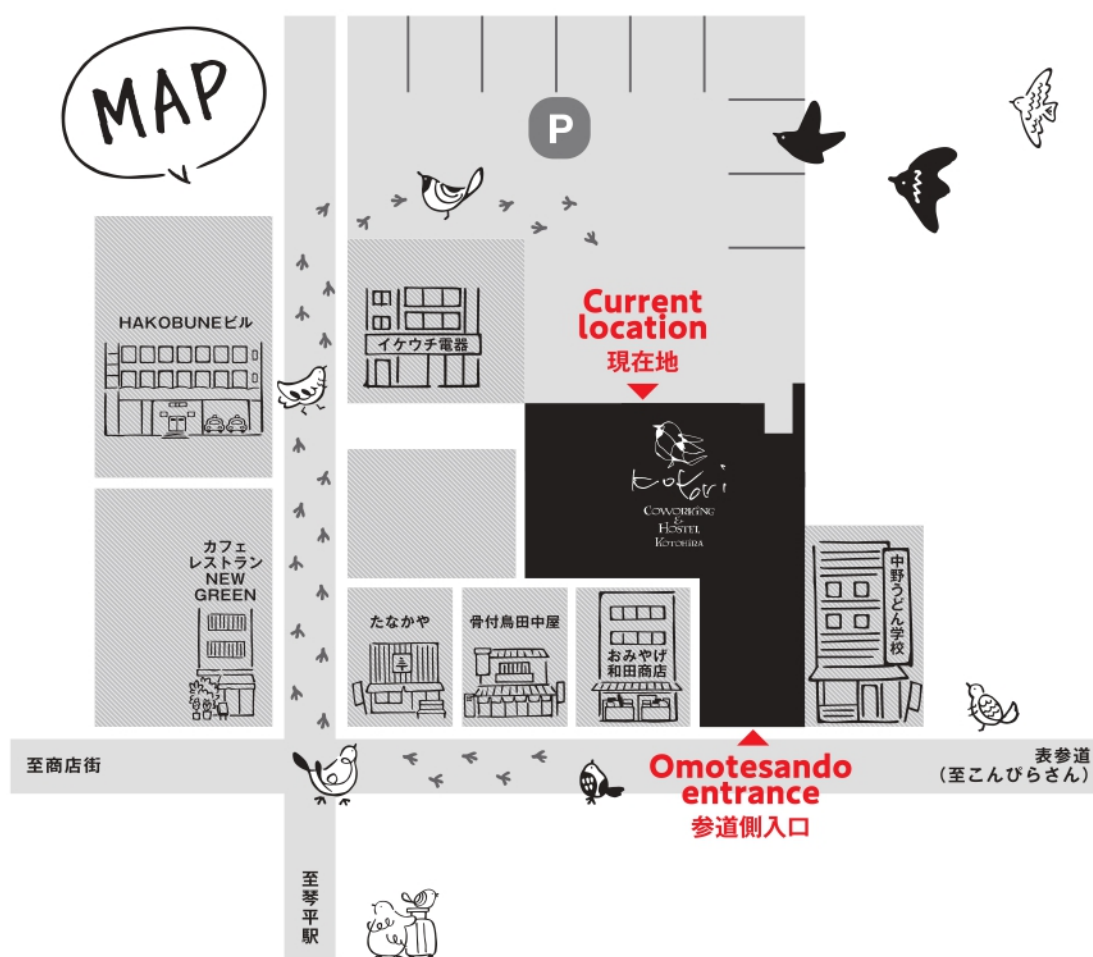 MAP
P
Current
location
現在地
HAKOBUNEビル
イケウチ電器
kotori
COWORKING
&
HOSTEL
KOTOHIRA
カフェ
レストラン
NEW
GREEN
たなかや
骨付鳥田中屋
おみやげ
和田商店
中野うどん学校
至商店街
表参道
(至こんぴらさん)
Omotesando
entrance
参道側入口
至琴平駅